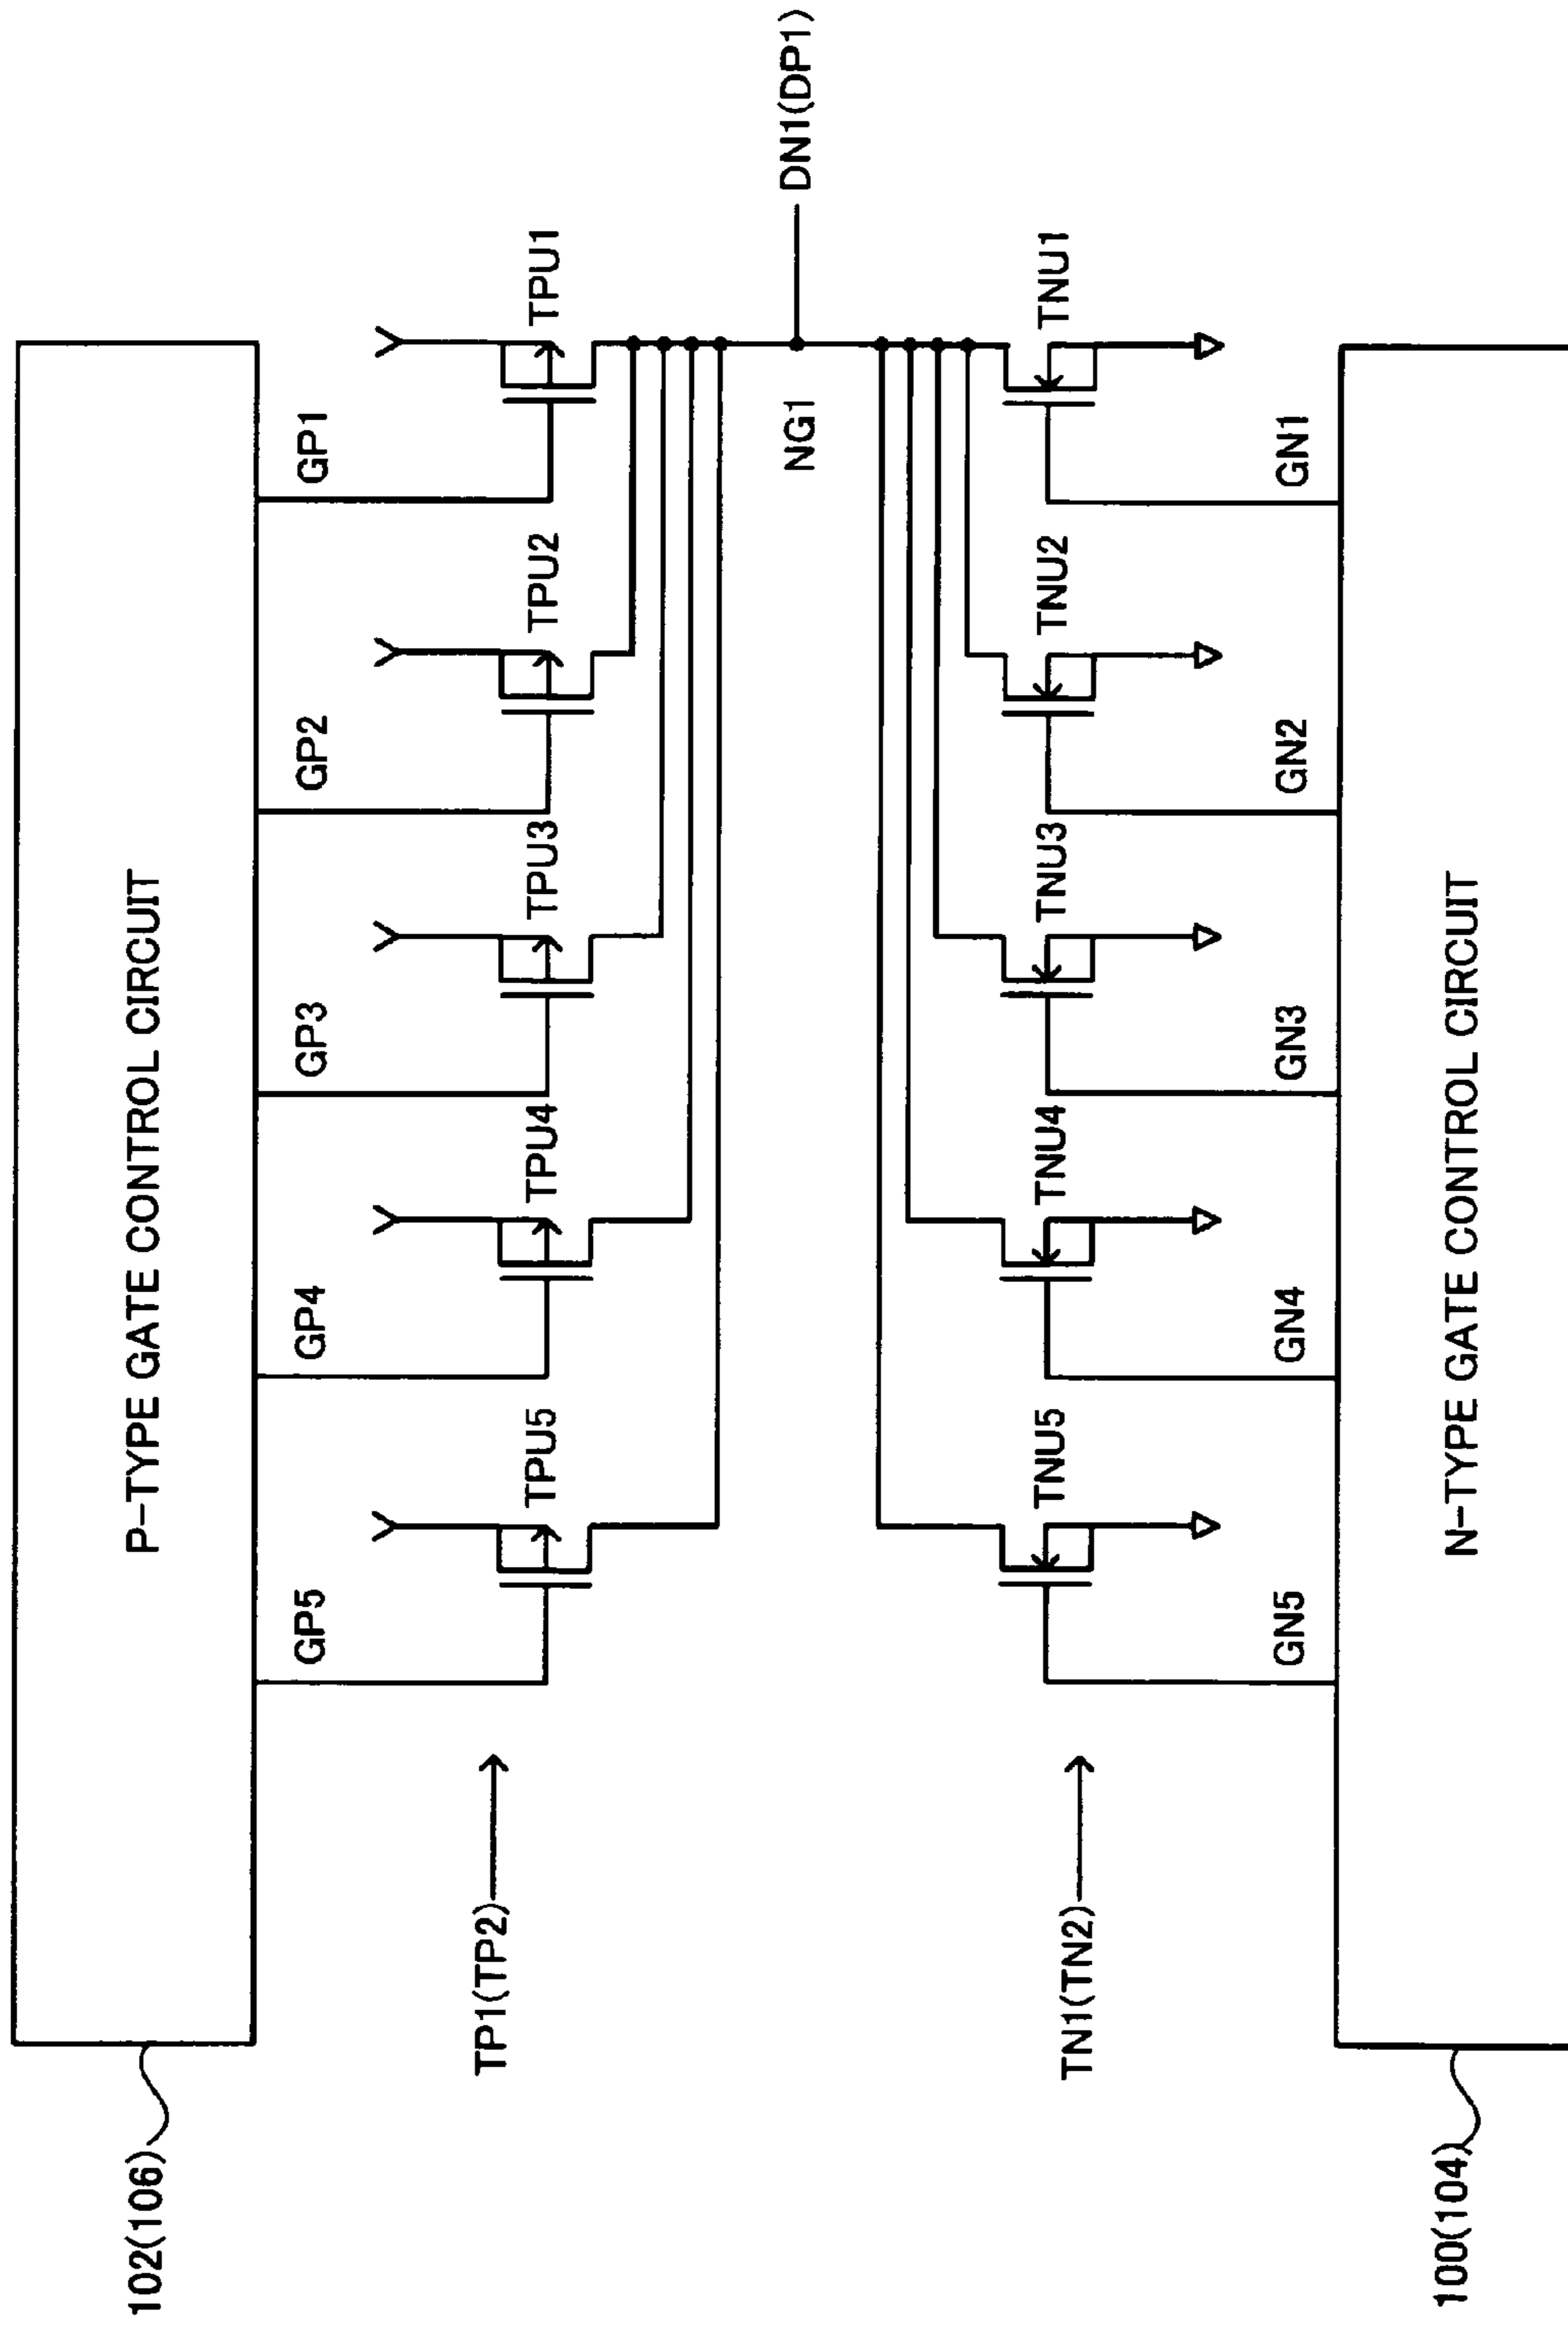 102(106)
P-TYPE GATE CONTROL CIRCUIT
GP5
GP4
GP3
GP2
GP1
TP1(TP2)
TPU5
TPU4
TPU3
TPU2
TPU1
NG1
DN1(DP1)
TN1(TN2)
TNU5
TNU4
TNU3
TNU2
TNU1
GN5
GN4
GN3
GN2
GN1
100(104)
N-TYPE GATE CONTROL CIRCUIT